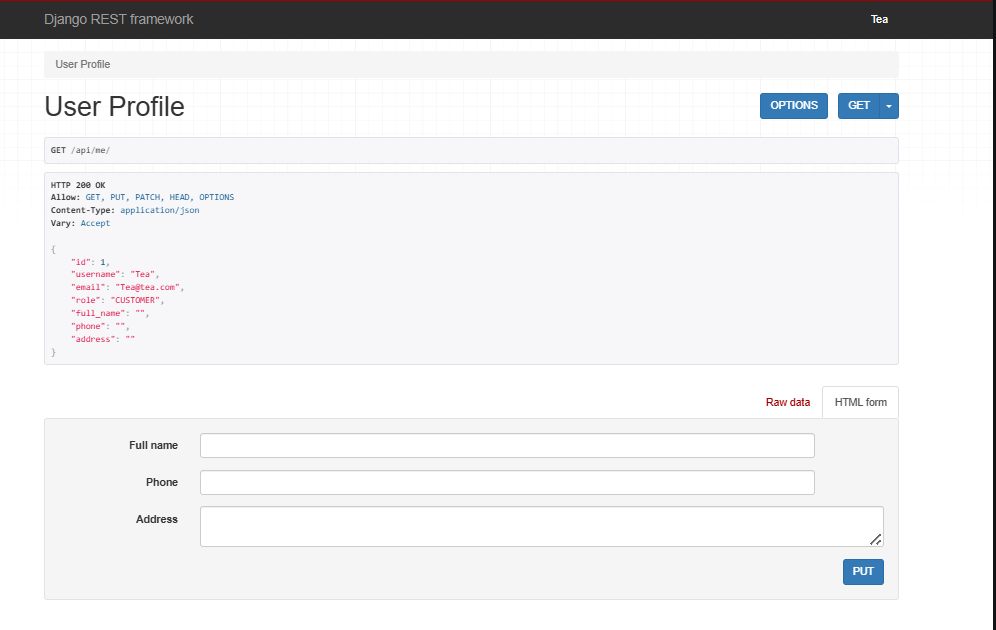 Django REST framework
Tea
User Profile
User Profile
OPTIONS
GET
GET /api/me/
HTTP 200 OK
Allow: GET, PUT, PATCH, HEAD, OPTIONS
Content-Type: application/json
Vary: Accept
{
    "id": 1,
    "username": "Tea",
    "email": "Tea@tea.com",
    "role": "CUSTOMER",
    "full_name": "",
    "phone": "",
    "address": ""
}
Raw data
HTML form
Full name
Phone
Address
PUT